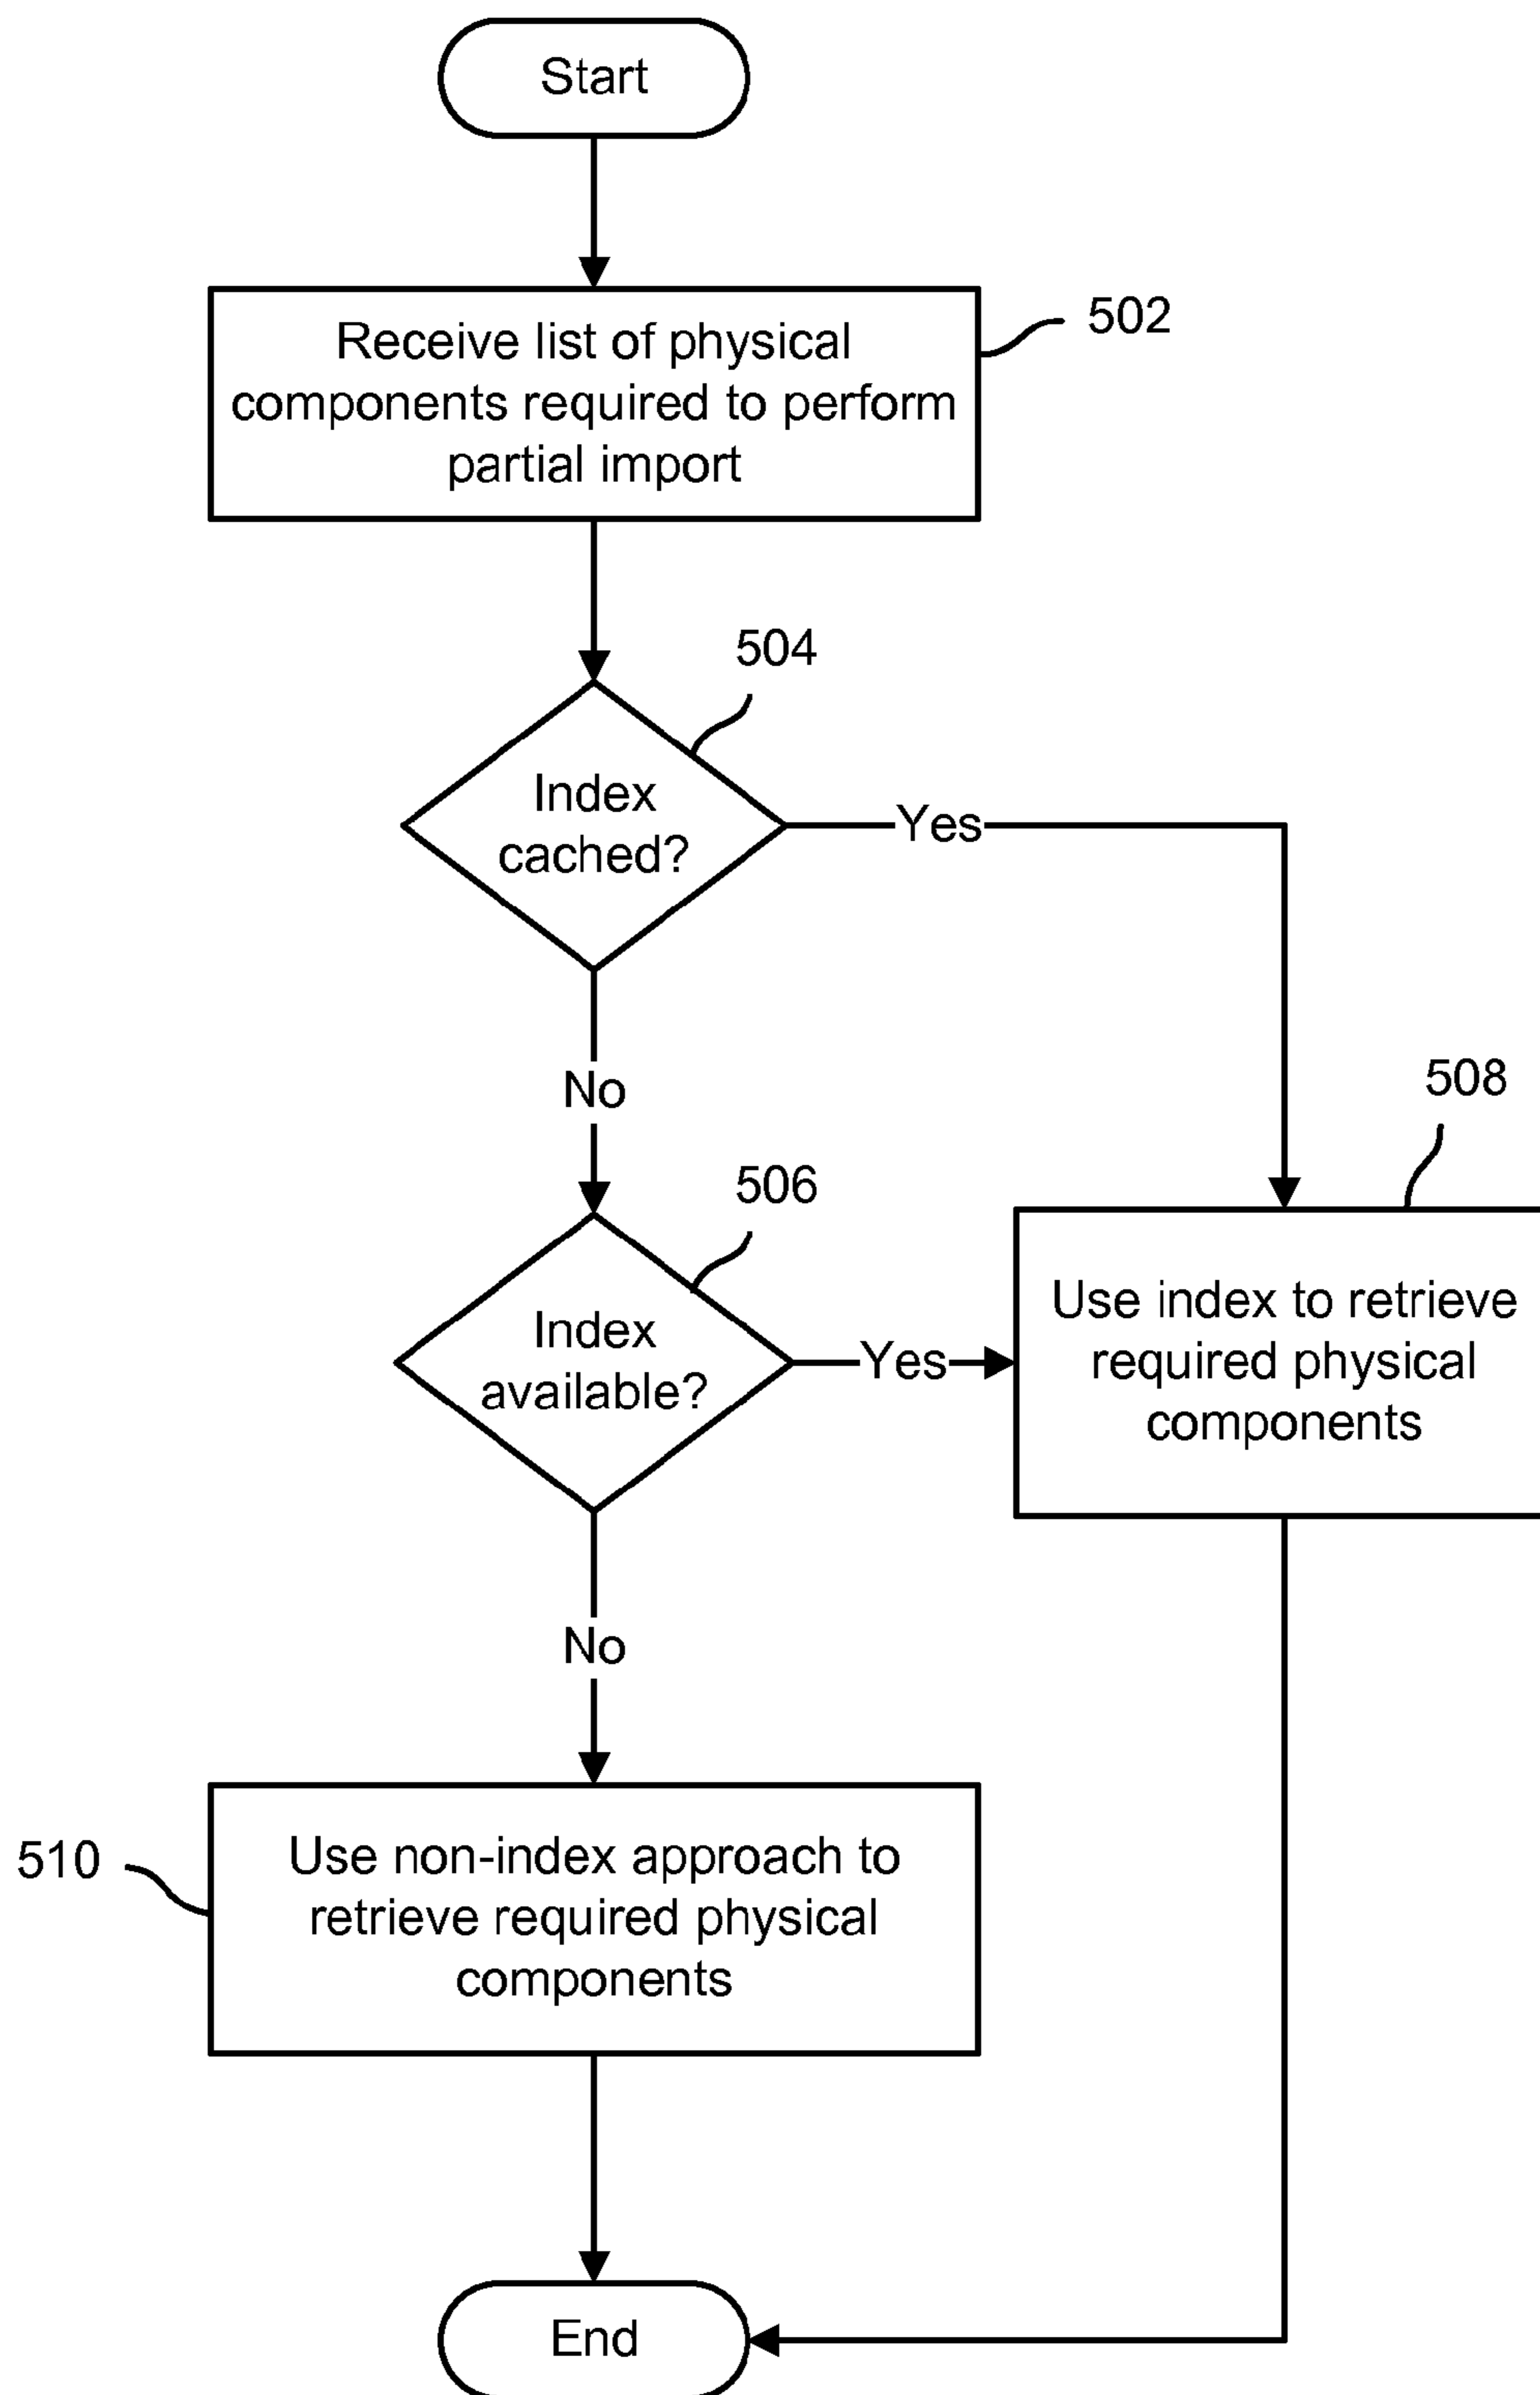 Start
Receive list of physical
components required to perform
partial import
502
504
Index
cached?
Yes
No
508
506
Index
available?
Yes
Use index to retrieve
required physical
components
No
510
Use non-index approach to
retrieve required physical
components
End